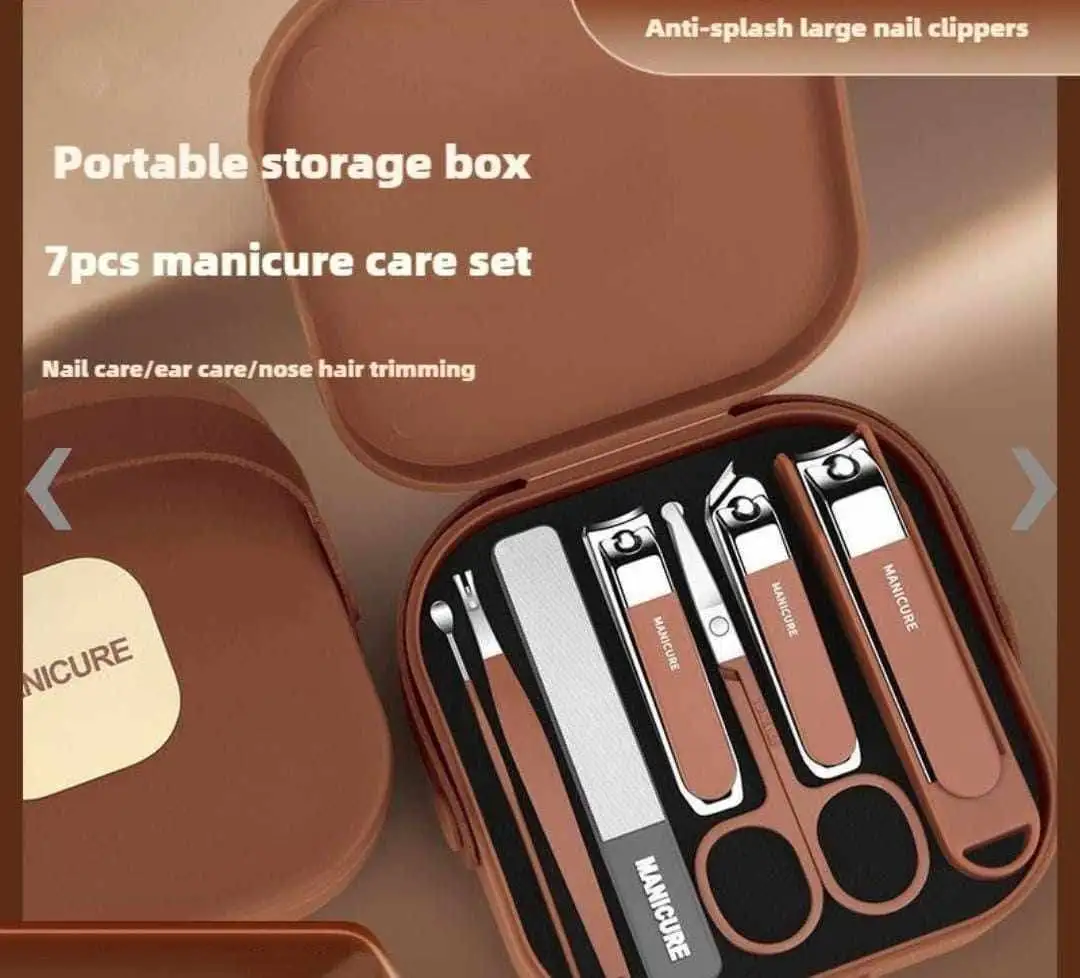 Anti-splash large nail clippers
Portable storage box
7pcs manicure care set
Nail care/ear care/nose hair trimming
MANICURE
MANICURE
MANICURE
NICURE
MANICURE